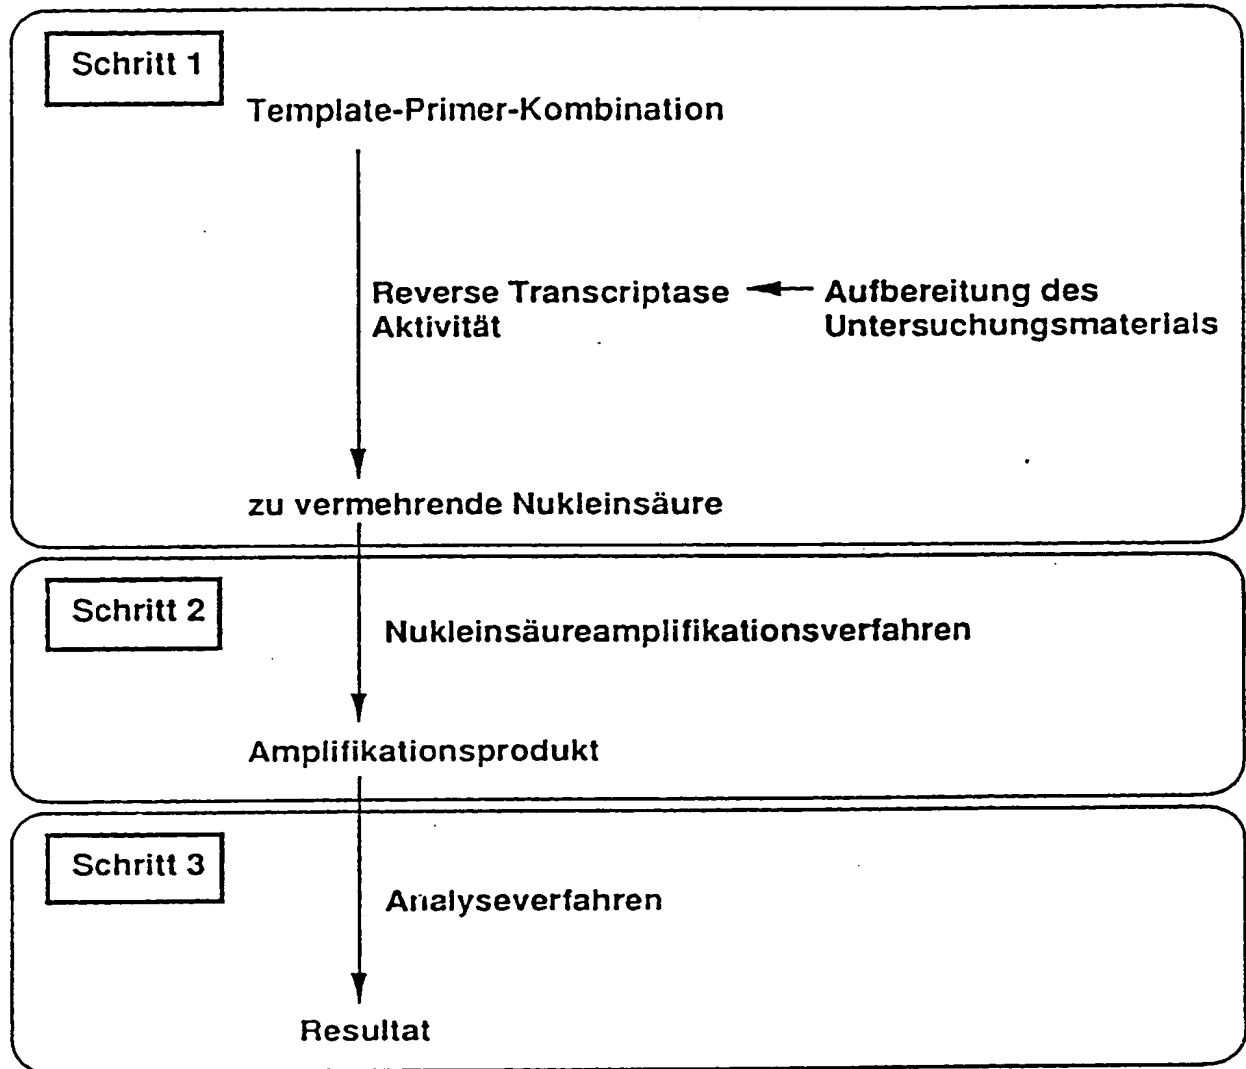 Schritt 1
Template-Primer-Kombination
Reverse Transcriptase
Aktivität
Aufbereitung des
Untersuchungsmaterials
zu vermehrende Nukleinsäure
Schritt 2
Nukleinsäureamplifikationsverfahren
Amplifikationsprodukt
Schritt 3
Analyseverfahren
Resultat